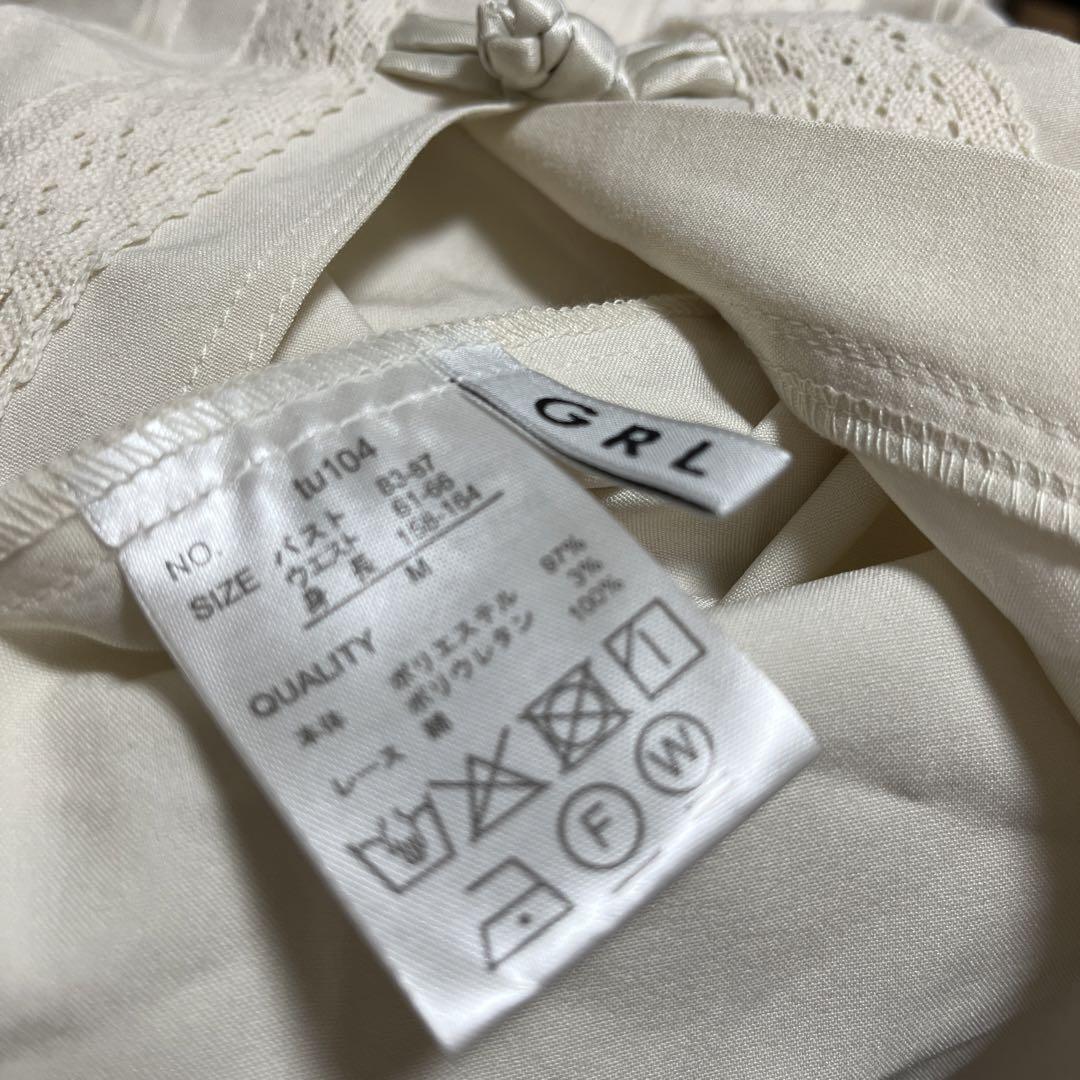 GRL
NO. tu104
SIZE バスト 83-87
ウエスト 61-66
身長 158-164
M
QUALITY
本体 ポリエステル 97%
ポリウレタン 3%
レース 綿 100%
W
F